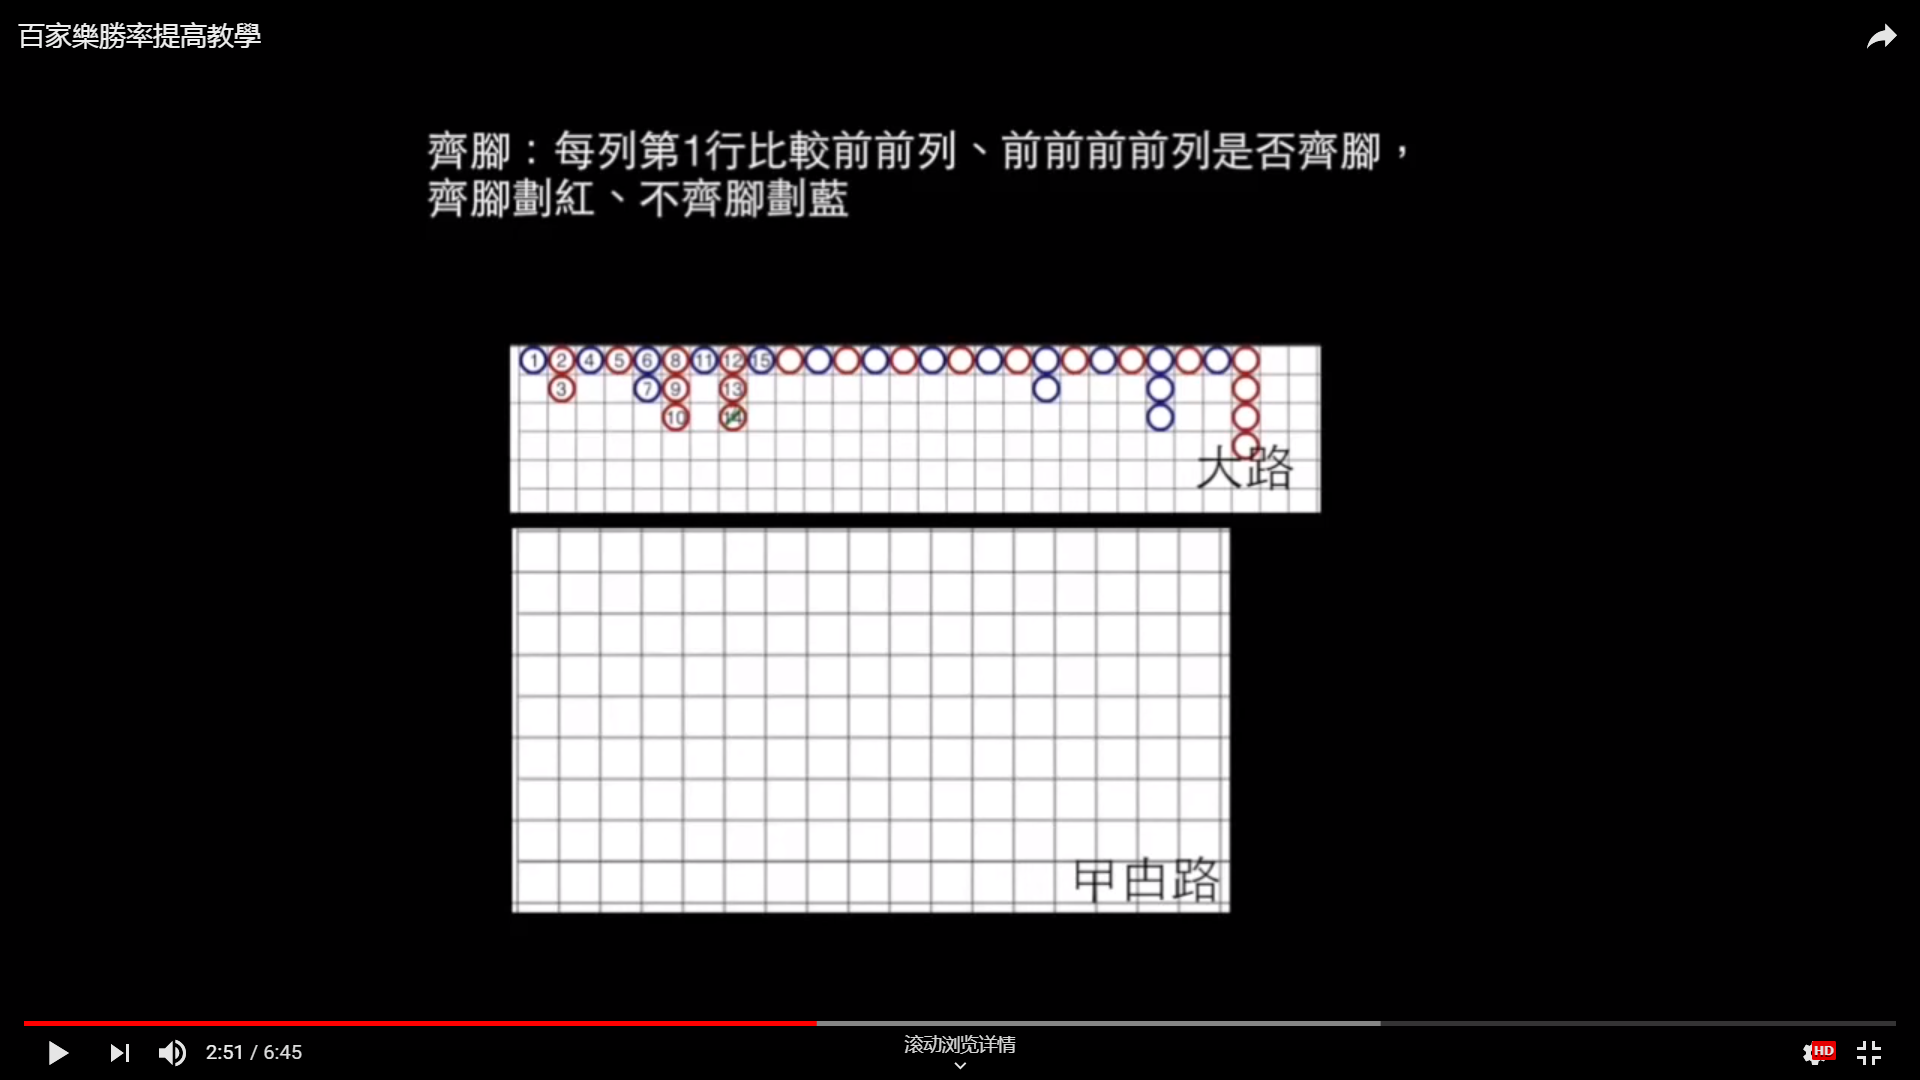 百家樂勝率提高教學
齊腳：每列第1行比較前前列、前前前前列是否齊腳，
齊腳劃紅、不齊腳劃藍
1 2 4 5 6 8 11 12 15
3 7 9 13
10 14
大路
曱甴路
2:51 / 6:45
滚动浏览详情
HD